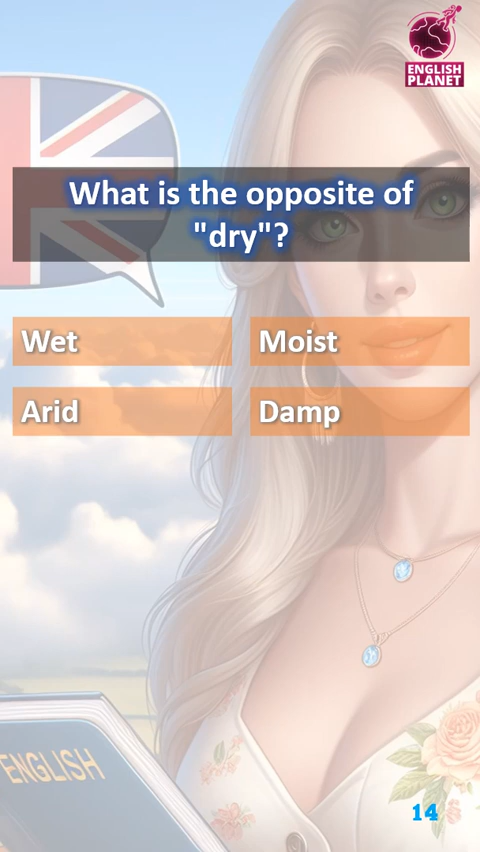 ENGLISH
PLANET
What is the opposite of
"dry"?
Wet
Moist
Arid
Damp
ENGLISH
14